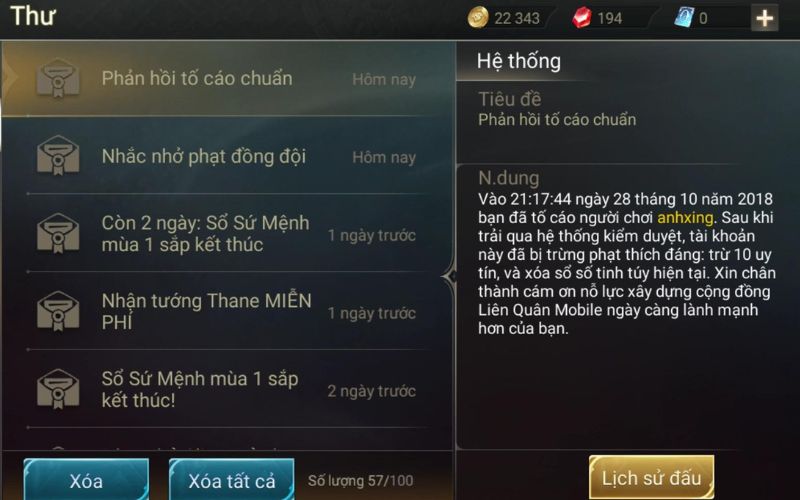 Thư
22 343
194
0
Phản hồi tố cáo chuẩn
Hôm nay
Nhắc nhở phạt đồng đội
Hôm nay
Còn 2 ngày: Sổ Sứ Mệnh
mùa 1 sắp kết thúc
1 ngày trước
Nhận tướng Thane MIỄN
PHÍ
1 ngày trước
Sổ Sứ Mệnh mùa 1 sắp
kết thúc!
2 ngày trước
Xóa
Xóa tất cả
Số lượng 57/100
Hệ thống
Tiêu đề
Phản hồi tố cáo chuẩn
N.dung
Vào 21:17:44 ngày 28 tháng 10 năm 2018
bạn đã tố cáo người chơi anhxing. Sau khi
trải qua hệ thống kiểm duyệt, tài khoản
này đã bị trừng phạt thích đáng: trừ 10 uy
tín, và xóa sổ số tinh túy hiện tại. Xin chân
thành cám ơn nỗ lực xây dựng cộng đồng
Liên Quân Mobile ngày càng lành mạnh
hơn của bạn.
Lịch sử đấu